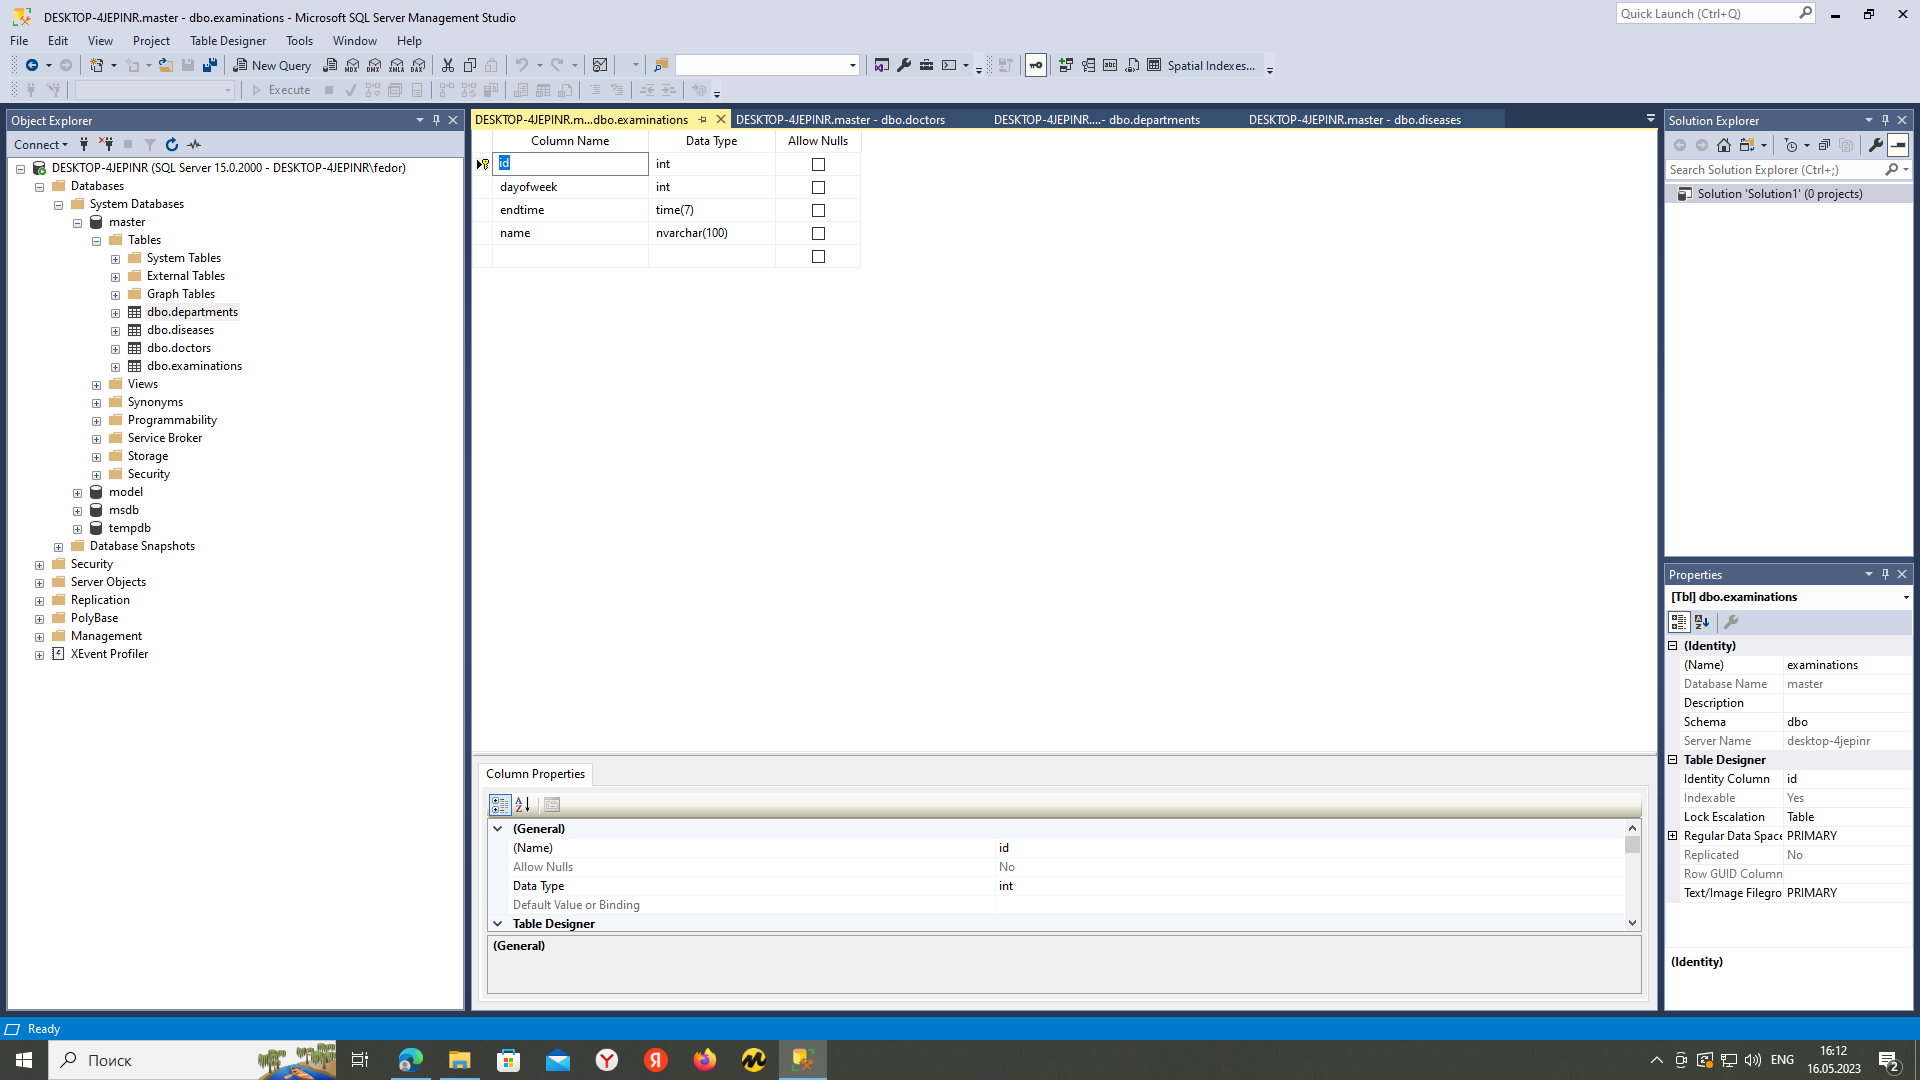 DESKTOP-4JEPINR.master - dbo.examinations - Microsoft SQL Server Management Studio
Quick Launch (Ctrl+Q)
File Edit View Project Table Designer Tools Window Help
New Query
Spatial Indexes...
Execute
Object Explorer
Connect
DESKTOP-4JEPINR (SQL Server 15.0.2000 - DESKTOP-4JEPINR\fedor)
Databases
System Databases
master
Tables
System Tables
External Tables
Graph Tables
dbo.departments
dbo.diseases
dbo.doctors
dbo.examinations
Views
Synonyms
Programmability
Service Broker
Storage
Security
model
msdb
tempdb
Database Snapshots
Security
Server Objects
Replication
PolyBase
Management
XEvent Profiler
DESKTOP-4JEPINR.m...dbo.examinations DESKTOP-4JEPINR.master - dbo.doctors DESKTOP-4JEPINR....- dbo.departments DESKTOP-4JEPINR.master - dbo.diseases
Column Name Data Type Allow Nulls
id int
dayofweek int
endtime time(7)
name nvarchar(100)
Column Properties
(General)
(Name) id
Allow Nulls No
Data Type int
Default Value or Binding
Table Designer
(General)
Solution Explorer
Search Solution Explorer (Ctrl+;)
Solution 'Solution1' (0 projects)
Properties
[Tbl] dbo.examinations
(Identity)
(Name) examinations
Database Name master
Description
Schema dbo
Server Name desktop-4jepinr
Table Designer
Identity Column id
Indexable Yes
Lock Escalation Table
Regular Data Space PRIMARY
Replicated No
Row GUID Column
Text/Image Filegro PRIMARY
(Identity)
Ready
Поиск
ENG
16:12
16.05.2023
2